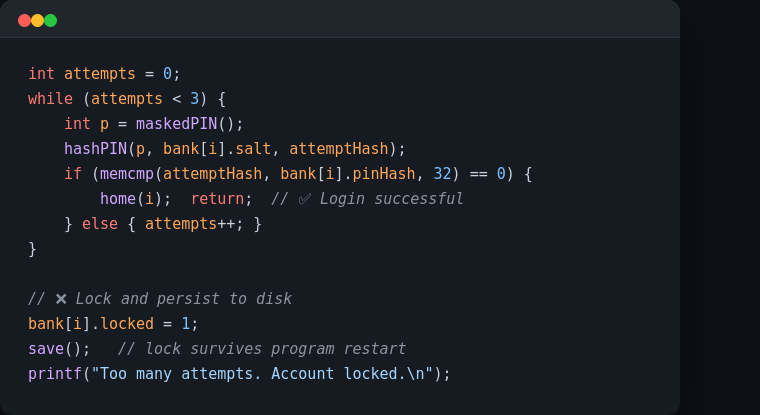 int attempts = 0;
while (attempts < 3) {
    int p = maskedPIN();
    hashPIN(p, bank[i].salt, attemptHash);
    if (memcmp(attemptHash, bank[i].pinHash, 32) == 0) {
        home(i);  return;  // ✅ Login successful
    } else { attempts++; }
}

// ❌ Lock and persist to disk
bank[i].locked = 1;
save();   // lock survives program restart
printf("Too many attempts. Account locked.\n");